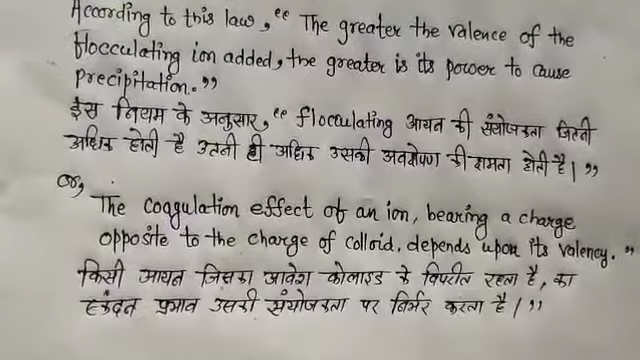 According to this law, “ The greater the valence of the
flocculating ion added, the greater is its power to cause
Precipitation.”
इस नियम के अनुसार, “ flocculating आयन की संयोजकता जितनी
अधिक होती है उतनी ही अधिक उसकी अवक्षेपण की क्षमता होती है। ”
Or,
The Coagulation effect of an ion, bearing a charge
opposite to the charge of colloid, depends upon its valency. ”
किसी आयन जिसका आवेश कोलाइड के विपरीत रहता है, का
स्कंदन प्रभाव उसकी संयोजकता पर निर्भर करता है। ”